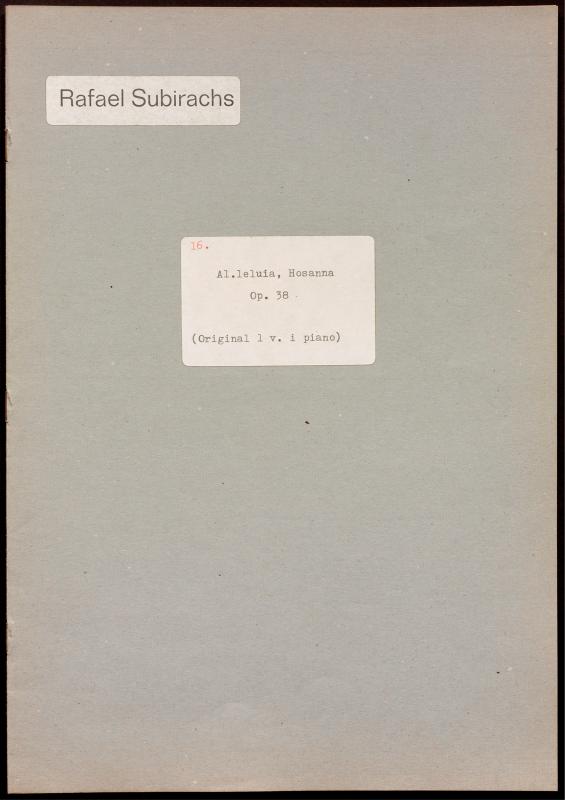 Rafael Subirachs
16.
Al.leluia, Hosanna
Op. 38
(Original 1 v. i piano)